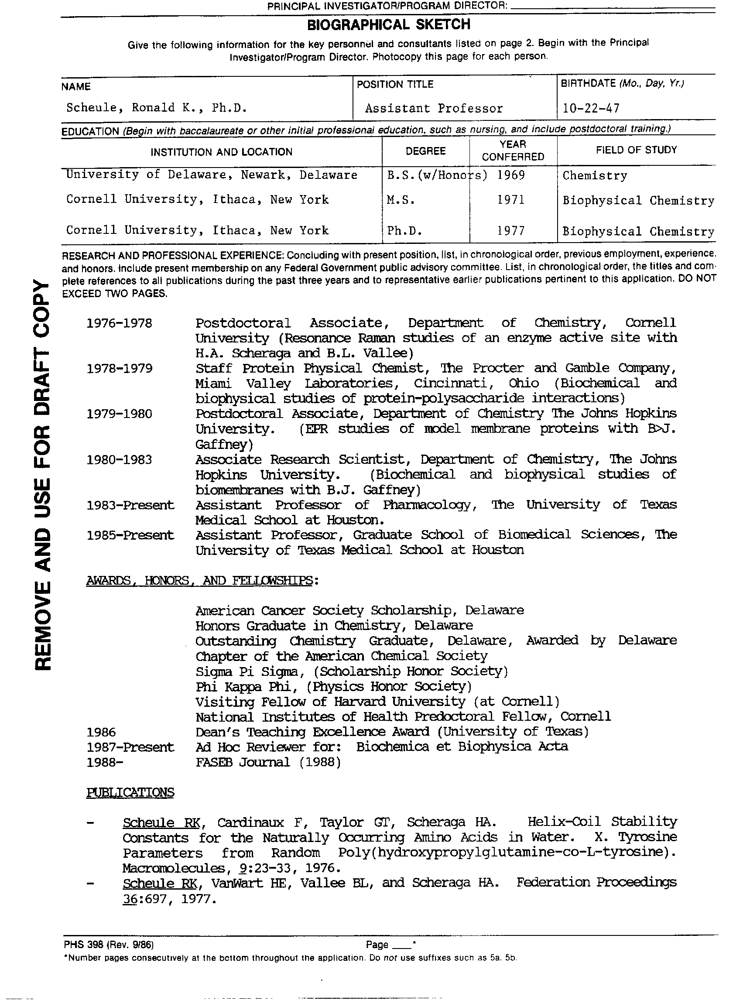 PRINCIPAL INVESTIGATOR/PROGRAM DIRECTOR:
BIOGRAPHICAL SKETCH
Give the following information for the key personnel and consultants listed on page 2. Begin with the Principal
Investigator/Program Director. Photocopy this page for each person.
NAME POSITION TITLE BIRTHDATE (Mo., Day, Yr.)
Scheule, Ronald K., Ph.D. Assistant Professor 10-22-47
EDUCATION (Begin with baccalaureate or other initial professional education, such as nursing, and include postdoctoral training.)
INSTITUTION AND LOCATION DEGREE YEAR CONFERRED FIELD OF STUDY
University of Delaware, Newark, Delaware B.S.(w/Honors) 1969 Chemistry
Cornell University, Ithaca, New York M.S. 1971 Biophysical Chemistry
Cornell University, Ithaca, New York Ph.D. 1977 Biophysical Chemistry
RESEARCH AND PROFESSIONAL EXPERIENCE: Concluding with present position, list, in chronological order, previous employment, experience,
and honors. Include present membership on any Federal Government public advisory committee. List, in chronological order, the titles and com-
plete references to all publications during the past three years and to representative earlier publications pertinent to this application. DO NOT
EXCEED TWO PAGES.
REMOVE AND USE FOR DRAFT COPY
1976-1978 Postdoctoral Associate, Department of Chemistry, Cornell
University (Resonance Raman studies of an enzyme active site with
H.A. Scheraga and B.L. Vallee)
1978-1979 Staff Protein Physical Chemist, The Procter and Gamble Company,
Miami Valley Laboratories, Cincinnati, Ohio (Biochemical and
biophysical studies of protein-polysaccharide interactions)
1979-1980 Postdoctoral Associate, Department of Chemistry The Johns Hopkins
University. (EPR studies of model membrane proteins with B>J.
Gaffney)
1980-1983 Associate Research Scientist, Department of Chemistry, The Johns
Hopkins University. (Biochemical and biophysical studies of
biomembranes with B.J. Gaffney)
1983-Present Assistant Professor of Pharmacology, The University of Texas
Medical School at Houston.
1985-Present Assistant Professor, Graduate School of Biomedical Sciences, The
University of Texas Medical School at Houston
AWARDS, HONORS, AND FELLOWSHIPS:
American Cancer Society Scholarship, Delaware
Honors Graduate in Chemistry, Delaware
Outstanding Chemistry Graduate, Delaware, Awarded by Delaware
Chapter of the American Chemical Society
Sigma Pi Sigma, (Scholarship Honor Society)
Phi Kappa Phi, (Physics Honor Society)
Visiting Fellow of Harvard University (at Cornell)
National Institutes of Health Predoctoral Fellow, Cornell
1986 Dean's Teaching Excellence Award (University of Texas)
1987-Present Ad Hoc Reviewer for: Biochemica et Biophysica Acta
1988- FASEB Journal (1988)
PUBLICATIONS
- Scheule RK, Cardinaux F, Taylor GT, Scheraga HA. Helix-Coil Stability
Constants for the Naturally Occurring Amino Acids in Water. X. Tyrosine
Parameters from Random Poly(hydroxypropylglutamine-co-L-tyrosine).
Macromolecules, 9:23-33, 1976.
- Scheule RK, VanWart HE, Vallee BL, and Scheraga HA. Federation Proceedings
36:697, 1977.
PHS 398 (Rev. 9/86) Page ___*
*Number pages consecutively at the bottom throughout the application. Do not use suffixes such as 5a. 5b.